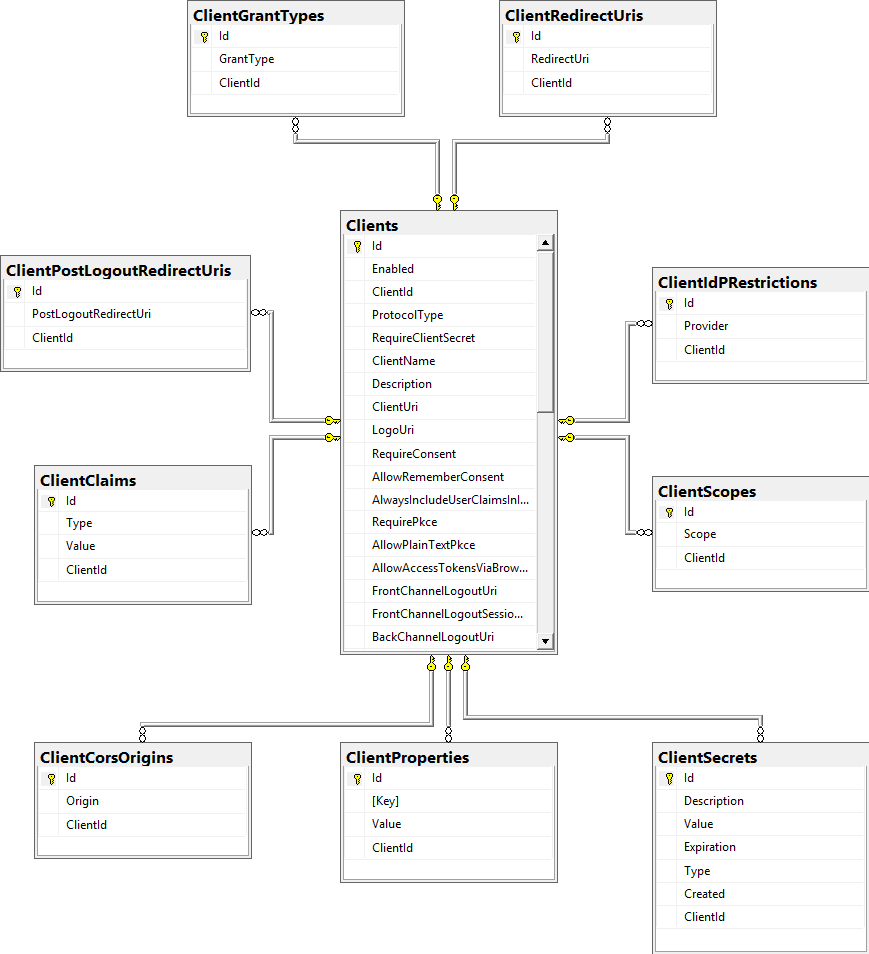 ClientGrantTypes
Id
GrantType
ClientId
ClientRedirectUris
Id
RedirectUri
ClientId
Clients
Id
Enabled
ClientId
ProtocolType
RequireClientSecret
ClientName
Description
ClientUri
LogoUri
RequireConsent
AllowRememberConsent
AlwaysIncludeUserClaimsInI...
RequirePkce
AllowPlainTextPkce
AllowAccessTokensViaBrow...
FrontChannelLogoutUri
FrontChannelLogoutSessio...
BackChannelLogoutUri
ClientPostLogoutRedirectUris
Id
PostLogoutRedirectUri
ClientId
ClientIdPRestrictions
Id
Provider
ClientId
ClientClaims
Id
Type
Value
ClientId
ClientScopes
Id
Scope
ClientId
ClientCorsOrigins
Id
Origin
ClientId
ClientProperties
Id
[Key]
Value
ClientId
ClientSecrets
Id
Description
Value
Expiration
Type
Created
ClientId